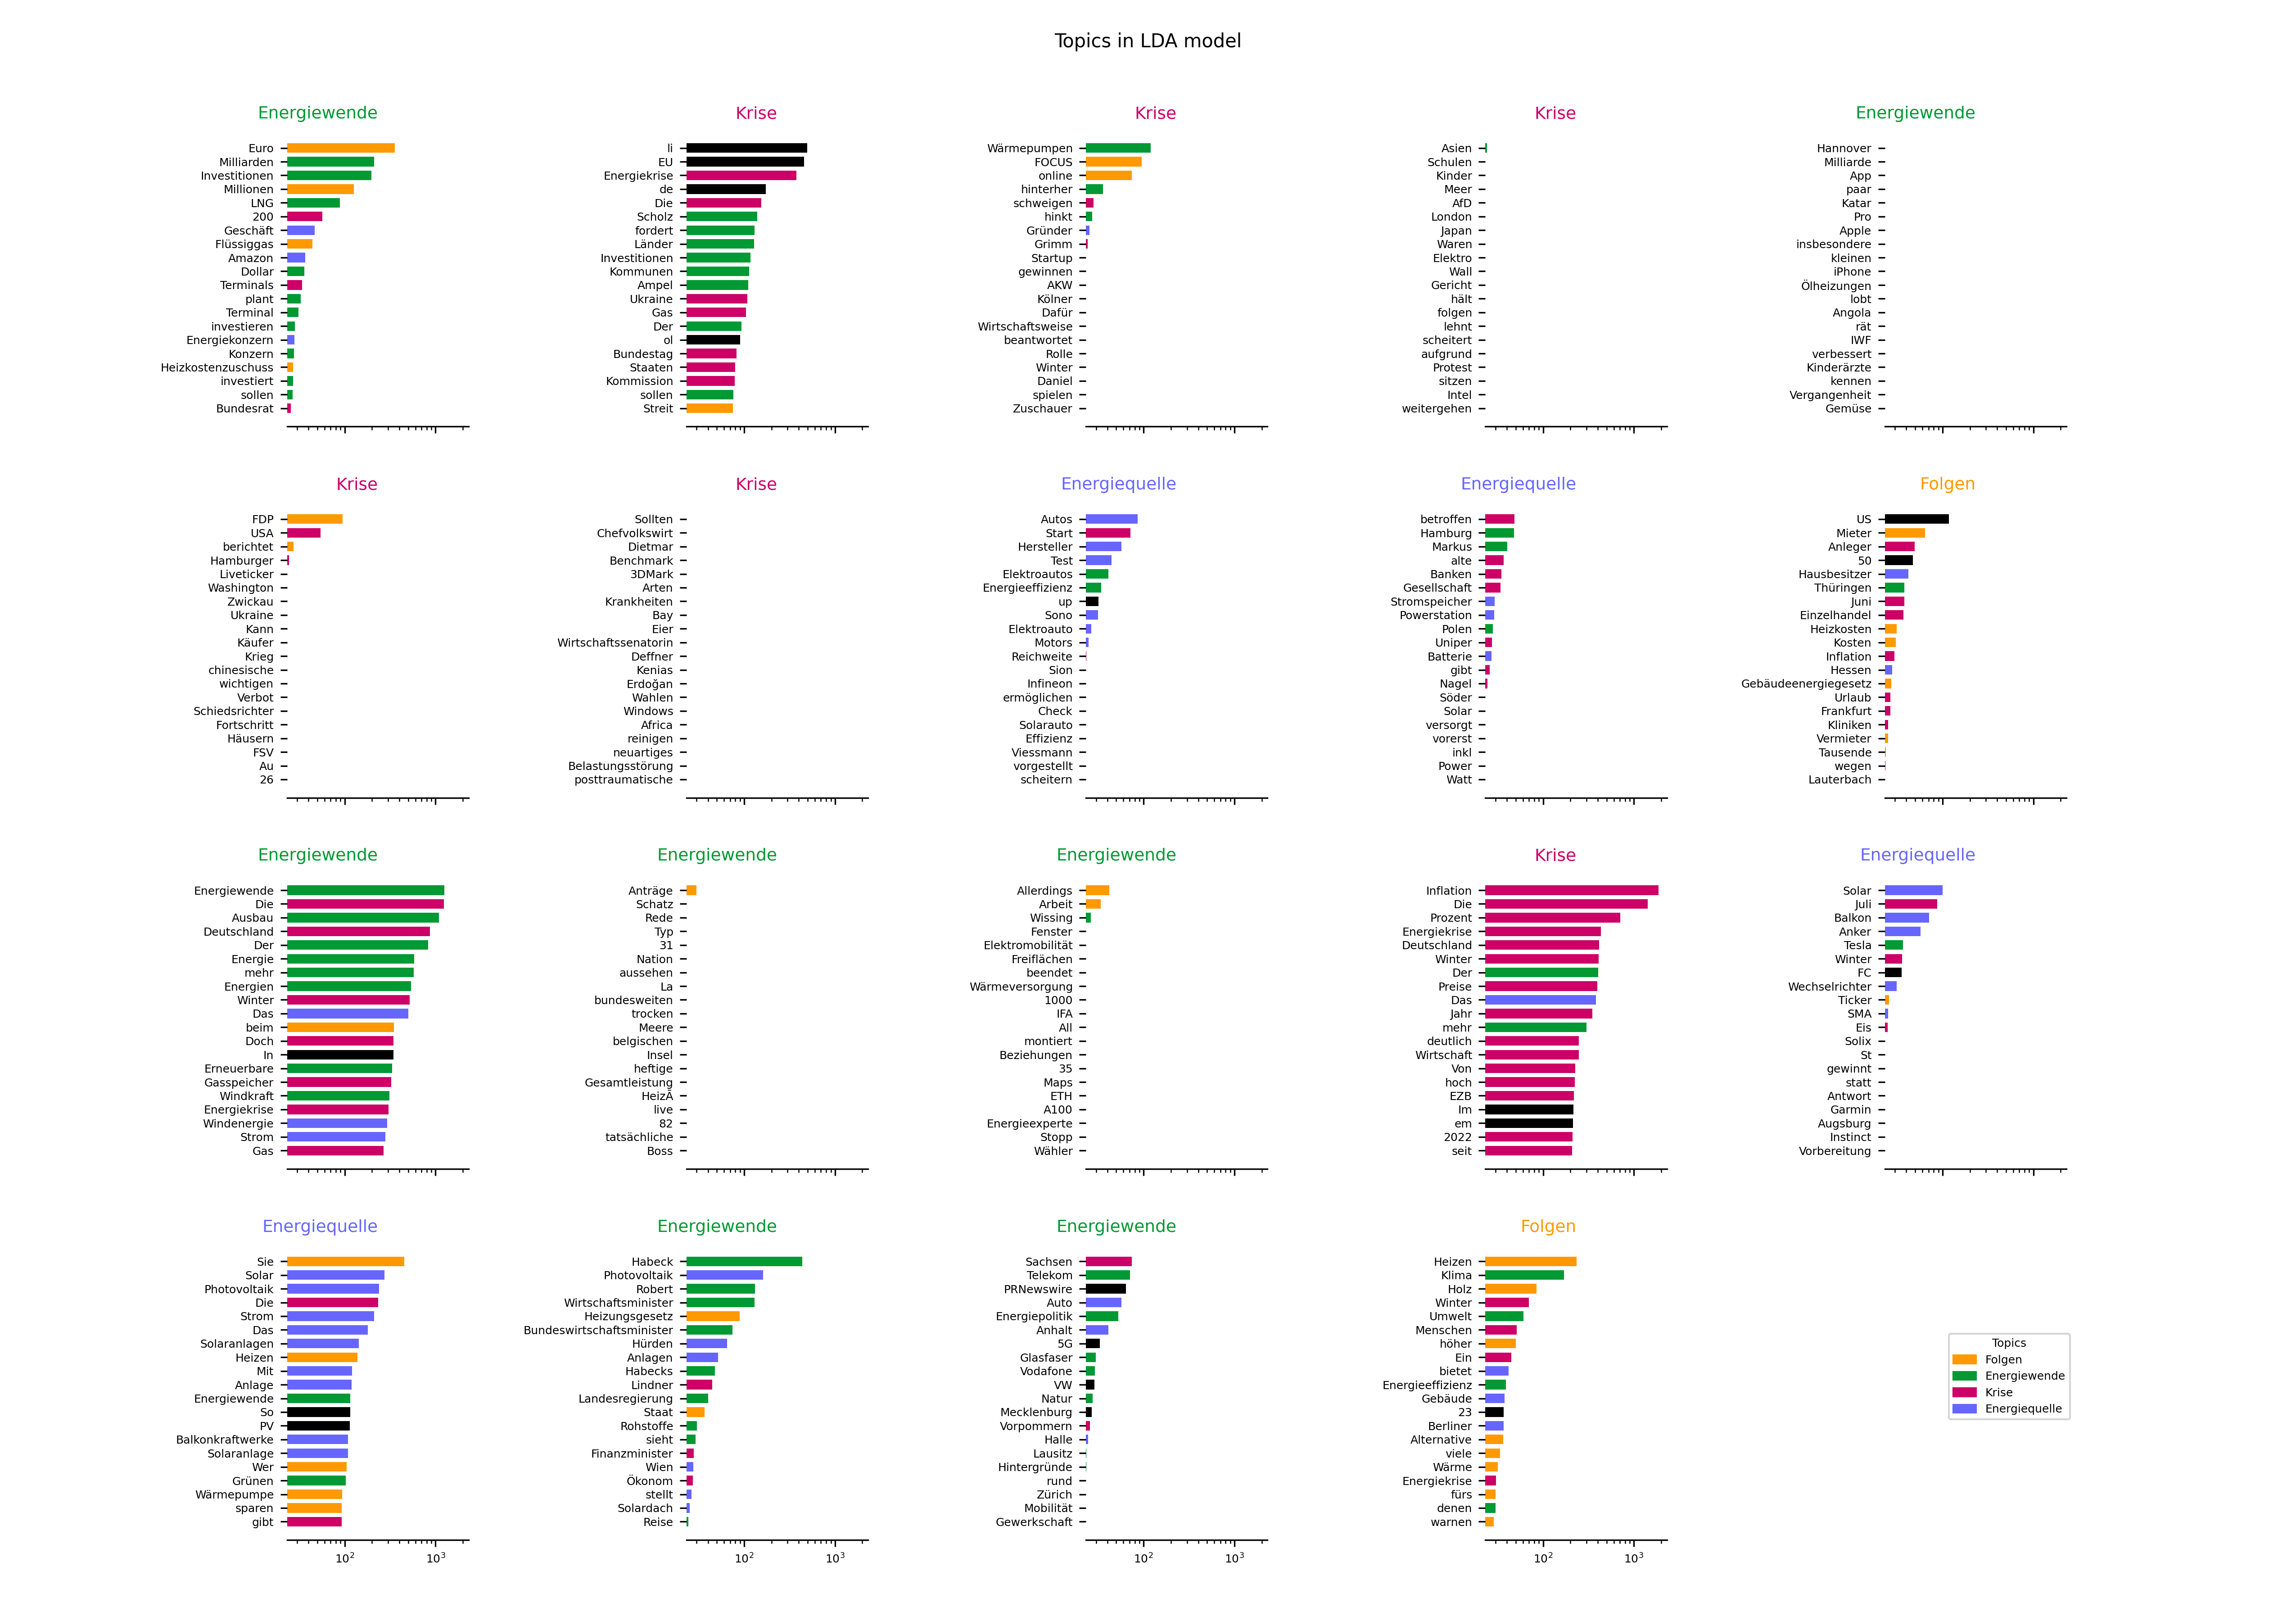 Topics in LDA model
Energiewende
Euro
Milliarden
Investitionen
Millionen
LNG
200
Geschäft
Flüssiggas
Amazon
Dollar
Terminals
plant
Terminal
investieren
Energiekonzern
Konzern
Heizkostenzuschuss
investiert
sollen
Bundesrat
Krise
li
EU
Energiekrise
de
Die
Scholz
fordert
Länder
Investitionen
Kommunen
Ampel
Ukraine
Gas
Der
ol
Bundestag
Staaten
Kommission
sollen
Streit
Krise
Wärmepumpen
FOCUS
online
hinterher
schweigen
hinkt
Gründer
Grimm
Startup
gewinnen
AKW
Kölner
Dafür
Wirtschaftsweise
beantwortet
Rolle
Winter
Daniel
spielen
Zuschauer
Krise
Asien
Schulen
Kinder
Meer
AfD
London
Japan
Waren
Elektro
Wall
Gericht
hält
folgen
lehnt
scheitert
aufgrund
Protest
sitzen
Intel
weitergehen
Energiewende
Hannover
Milliarde
App
paar
Katar
Pro
Apple
insbesondere
kleinen
iPhone
Ölheizungen
lobt
Angola
rät
IWF
verbessert
Kinderärzte
kennen
Vergangenheit
Gemüse
Krise
FDP
USA
berichtet
Hamburger
Liveticker
Washington
Zwickau
Ukraine
Kann
Käufer
Krieg
chinesische
wichtigen
Verbot
Schiedsrichter
Fortschritt
Häusern
FSV
Au
26
Krise
Sollten
Chefvolkswirt
Dietmar
Benchmark
3DMark
Arten
Krankheiten
Bay
Eier
Wirtschaftssenatorin
Deffner
Kenias
Erdoğan
Wahlen
Windows
Africa
reinigen
neuartiges
Belastungsstörung
posttraumatische
Energiequelle
Autos
Start
Hersteller
Test
Elektroautos
Energieeffizienz
up
Sono
Elektroauto
Motors
Reichweite
Sion
Infineon
ermöglichen
Check
Solarauto
Effizienz
Viessmann
vorgestellt
scheitern
Energiequelle
betroffen
Hamburg
Markus
alte
Banken
Gesellschaft
Stromspeicher
Powerstation
Polen
Uniper
Batterie
gibt
Nagel
Söder
Solar
versorgt
vorerst
inkl
Power
Watt
Folgen
US
Mieter
Anleger
50
Hausbesitzer
Thüringen
Juni
Einzelhandel
Heizkosten
Kosten
Inflation
Hessen
Gebäudeenergiegesetz
Urlaub
Frankfurt
Kliniken
Vermieter
Tausende
wegen
Lauterbach
Energiewende
Energiewende
Die
Ausbau
Deutschland
Der
Energie
mehr
Energien
Winter
Das
beim
Doch
In
Erneuerbare
Gasspeicher
Windkraft
Energiekrise
Windenergie
Strom
Gas
Energiewende
Anträge
Schatz
Rede
Typ
31
Nation
aussehen
La
bundesweiten
trocken
Meere
belgischen
Insel
heftige
Gesamtleistung
HeizÃ
live
82
tatsächliche
Boss
Energiewende
Allerdings
Arbeit
Wissing
Fenster
Elektromobilität
Freiflächen
beendet
Wärmeversorgung
1000
IFA
All
montiert
Beziehungen
35
Maps
ETH
A100
Energieexperte
Stopp
Wähler
Krise
Inflation
Die
Prozent
Energiekrise
Deutschland
Winter
Der
Preise
Das
Jahr
mehr
deutlich
Wirtschaft
Von
hoch
EZB
Im
em
2022
seit
Energiequelle
Solar
Juli
Balkon
Anker
Tesla
Winter
FC
Wechselrichter
Ticker
SMA
Eis
Solix
St
gewinnt
statt
Antwort
Garmin
Augsburg
Instinct
Vorbereitung
Energiequelle
Sie
Solar
Photovoltaik
Die
Strom
Das
Solaranlagen
Heizen
Mit
Anlage
Energiewende
So
PV
Balkonkraftwerke
Solaranlage
Wer
Grünen
Wärmepumpe
sparen
gibt
10²
10³
Energiewende
Habeck
Photovoltaik
Robert
Wirtschaftsminister
Heizungsgesetz
Bundeswirtschaftsminister
Hürden
Anlagen
Habecks
Lindner
Landesregierung
Staat
Rohstoffe
sieht
Finanzminister
Wien
Ökonom
stellt
Solardach
Reise
10²
10³
Energiewende
Sachsen
Telekom
PRNewswire
Auto
Energiepolitik
Anhalt
5G
Glasfaser
Vodafone
VW
Natur
Mecklenburg
Vorpommern
Halle
Lausitz
Hintergründe
rund
Zürich
Mobilität
Gewerkschaft
10²
10³
Folgen
Heizen
Klima
Holz
Winter
Umwelt
Menschen
höher
Ein
bietet
Energieeffizienz
Gebäude
23
Berliner
Alternative
viele
Wärme
Energiekrise
fürs
denen
warnen
10²
10³
Topics
Folgen
Energiewende
Krise
Energiequelle